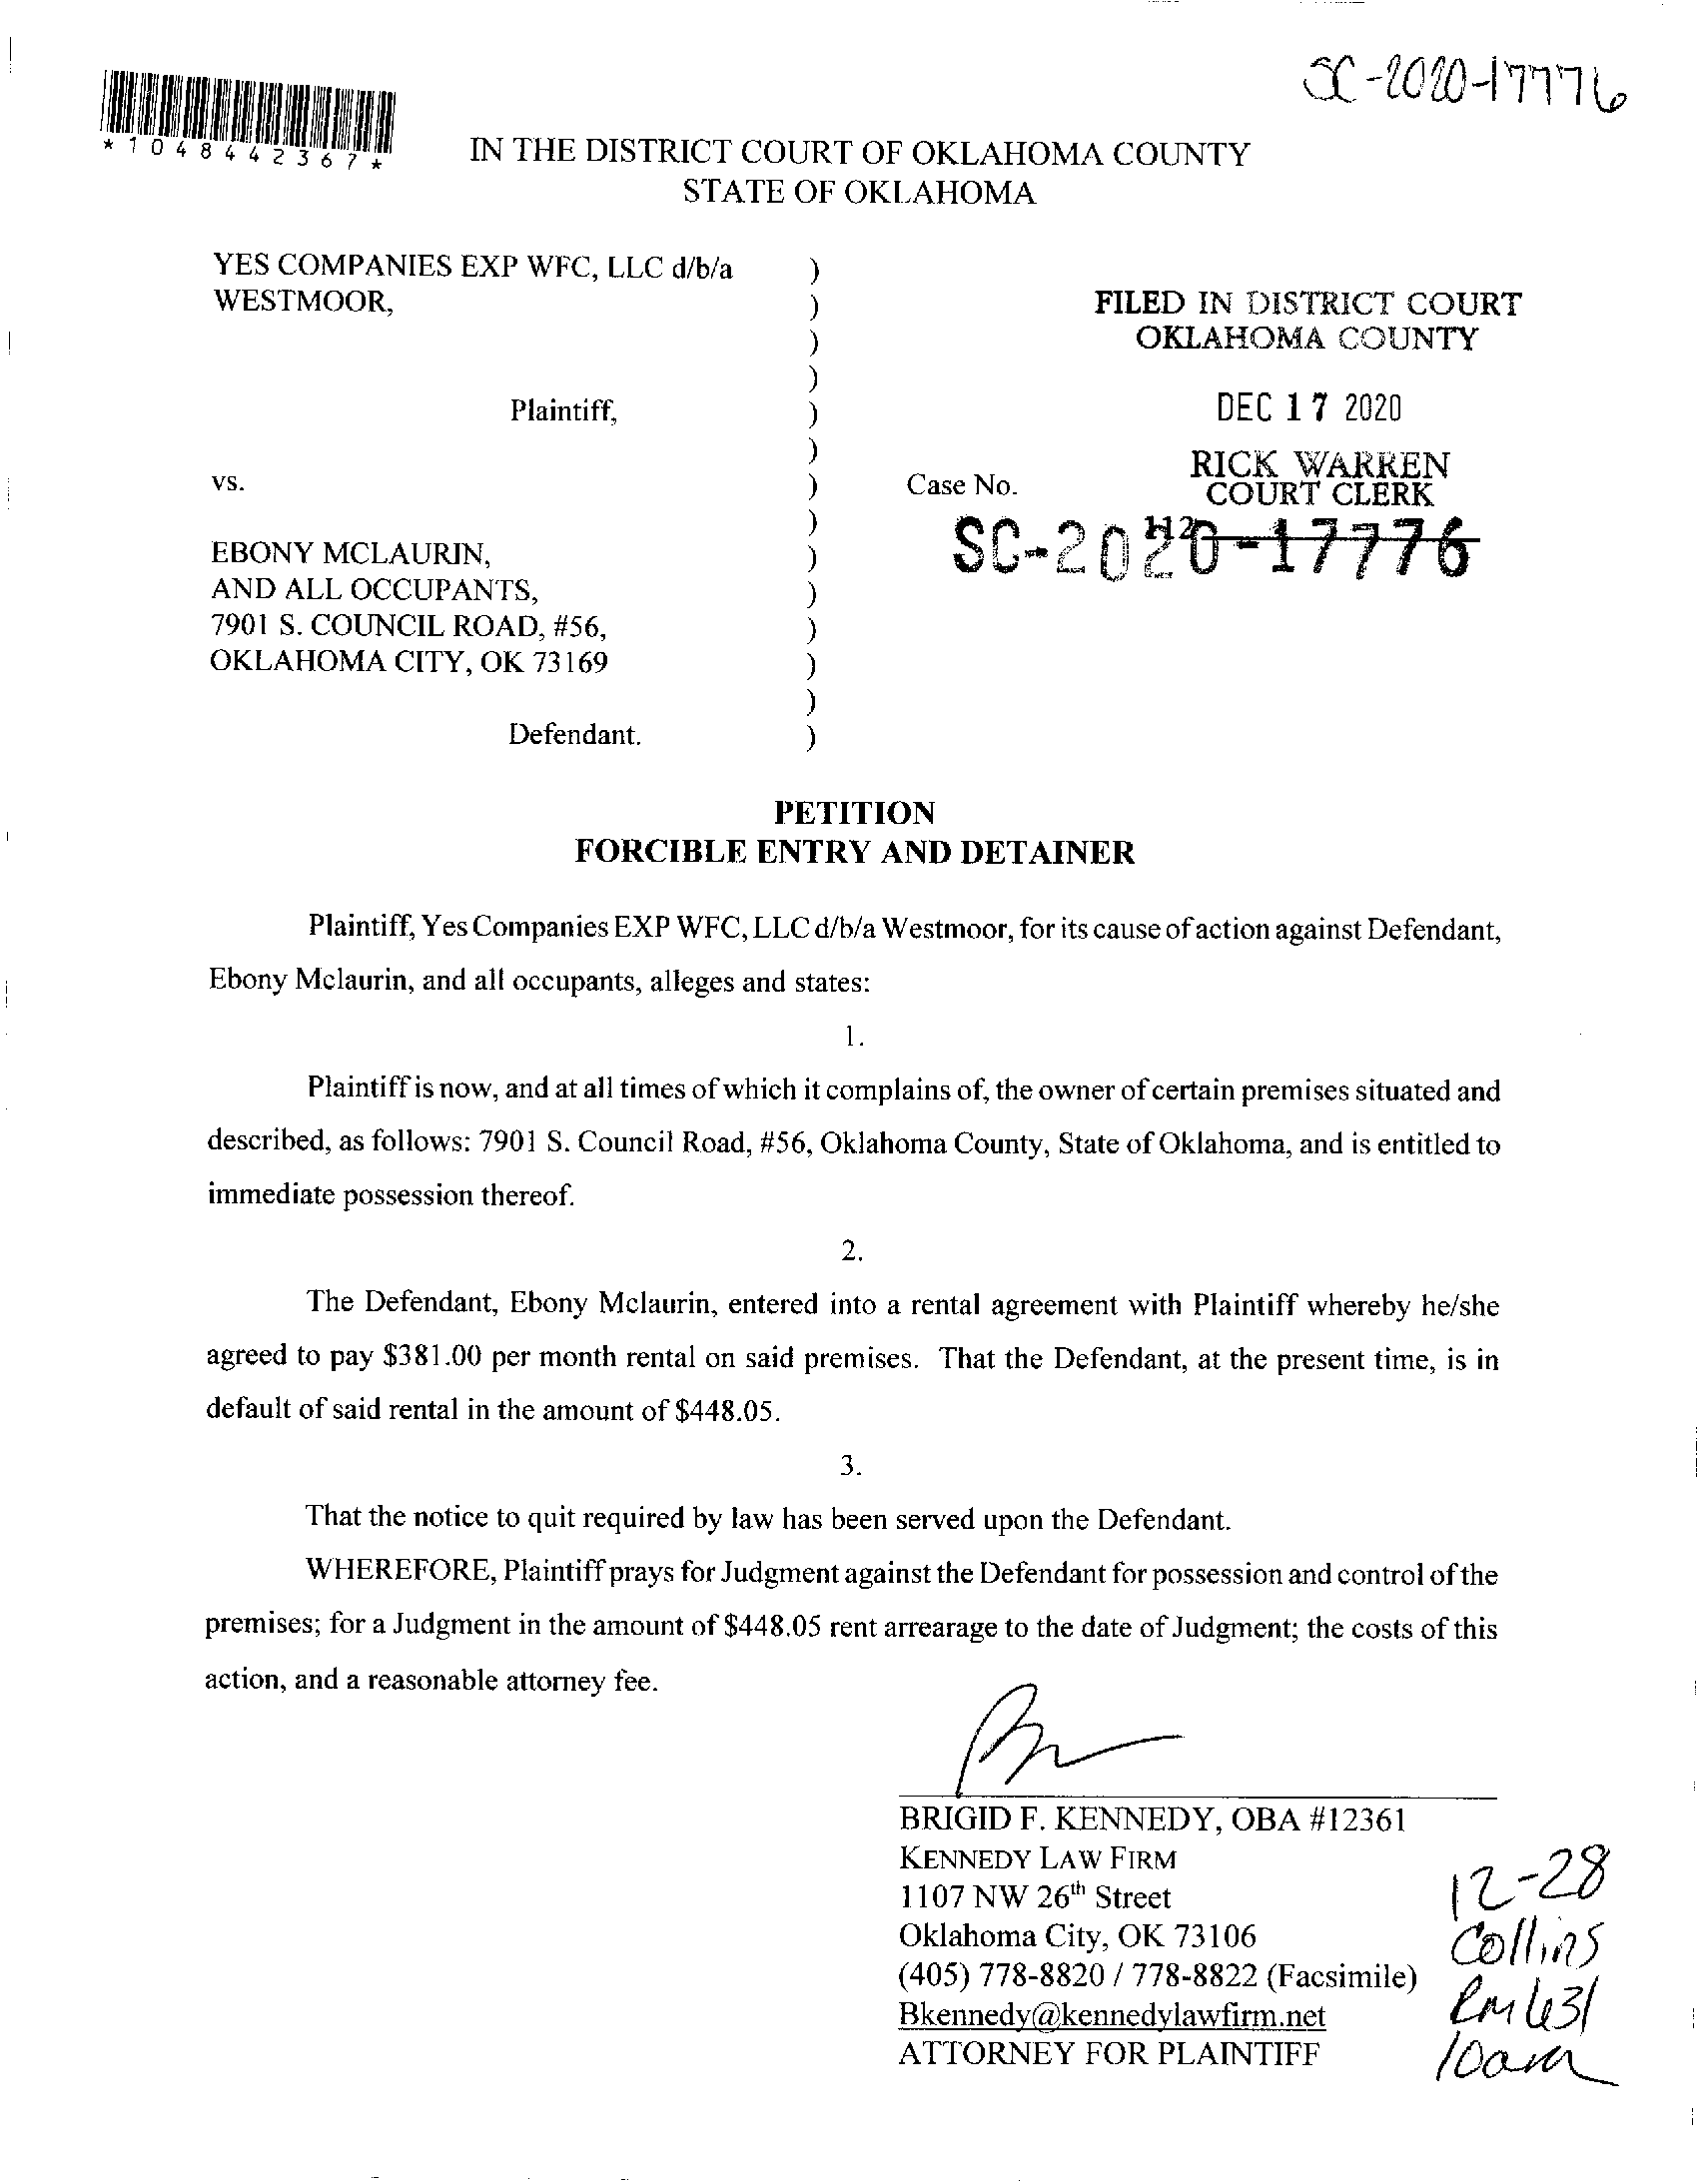 SC-2020-17776
*1048442367*
IN THE DISTRICT COURT OF OKLAHOMA COUNTY
STATE OF OKLAHOMA
YES COMPANIES EXP WFC, LLC d/b/a )
WESTMOOR, )
)
)
Plaintiff, )
)
vs. )
)
EBONY MCLAURIN, )
AND ALL OCCUPANTS, )
7901 S. COUNCIL ROAD, #56, )
OKLAHOMA CITY, OK 73169 )
)
Defendant. )
FILED IN DISTRICT COURT
OKLAHOMA COUNTY
DEC 17 2020
RICK WARREN
COURT CLERK
Case No.
SC-2020-17776
PETITION
FORCIBLE ENTRY AND DETAINER
Plaintiff, Yes Companies EXP WFC, LLC d/b/a Westmoor, for its cause of action against Defendant,
Ebony Mclaurin, and all occupants, alleges and states:
1.
Plaintiff is now, and at all times of which it complains of, the owner of certain premises situated and
described, as follows: 7901 S. Council Road, #56, Oklahoma County, State of Oklahoma, and is entitled to
immediate possession thereof.
2.
The Defendant, Ebony Mclaurin, entered into a rental agreement with Plaintiff whereby he/she
agreed to pay $381.00 per month rental on said premises. That the Defendant, at the present time, is in
default of said rental in the amount of $448.05.
3.
That the notice to quit required by law has been served upon the Defendant.
WHEREFORE, Plaintiff prays for Judgment against the Defendant for possession and control of the
premises; for a Judgment in the amount of $448.05 rent arrearage to the date of Judgment; the costs of this
action, and a reasonable attorney fee.
BRIGID F. KENNEDY, OBA #12361
KENNEDY LAW FIRM
1107 NW 26th Street
Oklahoma City, OK 73106
(405) 778-8820 / 778-8822 (Facsimile)
Bkennedy@kennedylawfirm.net
ATTORNEY FOR PLAINTIFF
12-28
Collins
Rm 631
10am